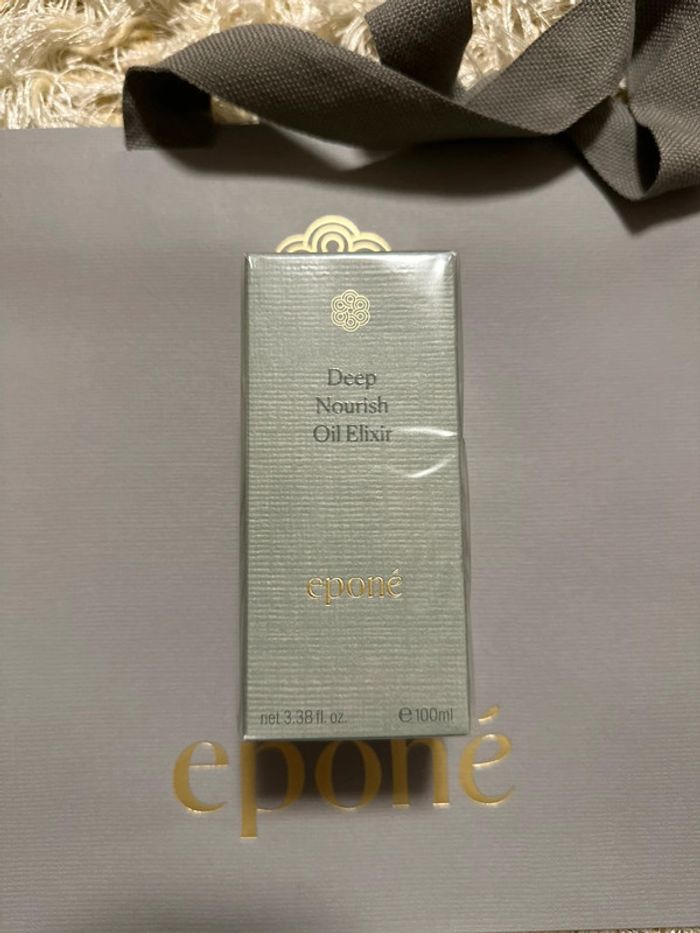 Deep
Nourish
Oil Elixir
eponé
net 3.38 fl. oz.
℮100ml
eponé